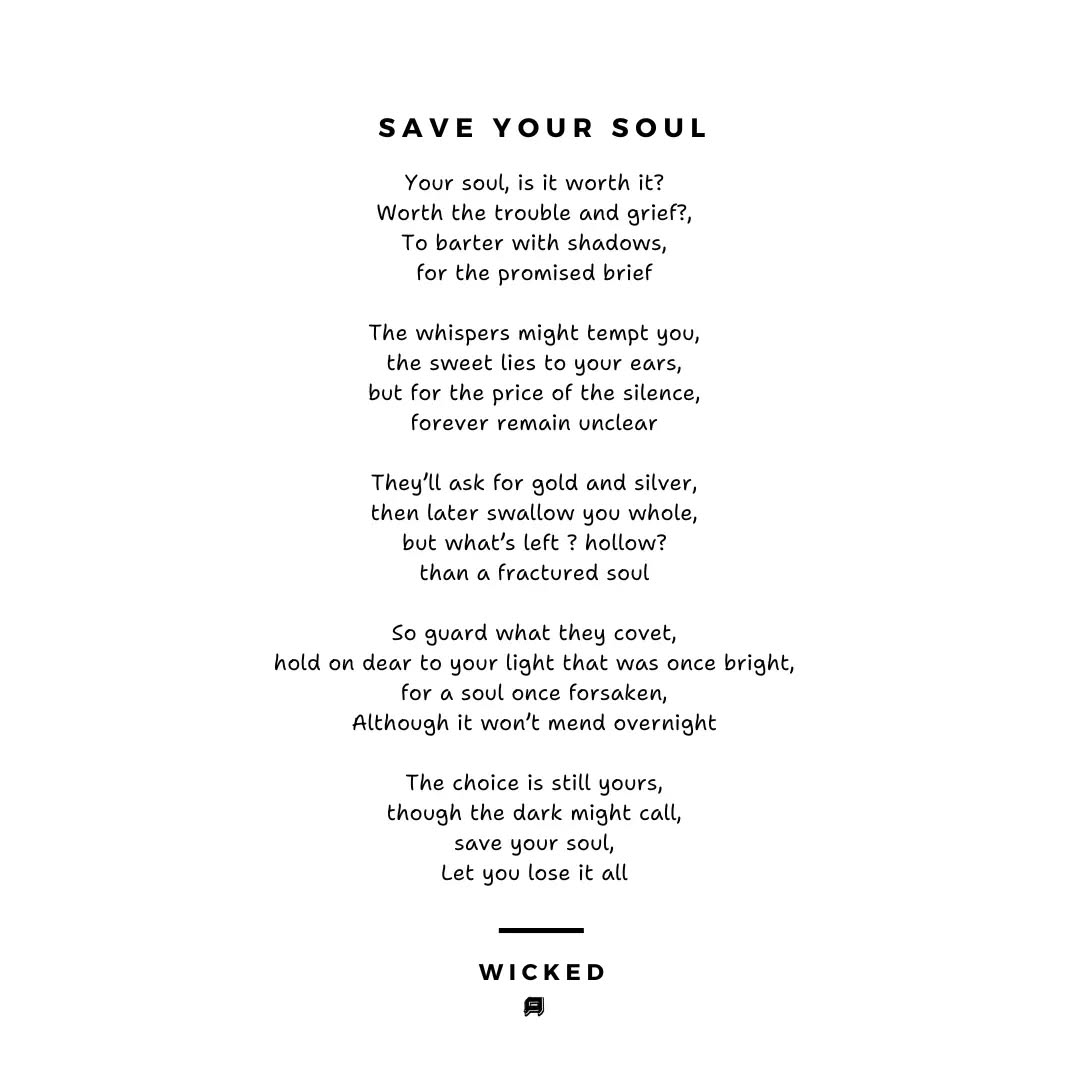 SAVE YOUR SOUL
Your soul, is it worth it?
Worth the trouble and grief?,
To barter with shadows,
for the promised brief
The whispers might tempt you,
the sweet lies to your ears,
but for the price of the silence,
forever remain unclear
They'll ask for gold and silver,
then later swallow you whole,
but what's left ? hollow?
than a fractured soul
So guard what they covet,
hold on dear to your light that was once bright,
for a soul once forsaken,
Although it won't mend overnight
The choice is still yours,
though the dark might call,
save your soul,
Let you lose it all
WICKED